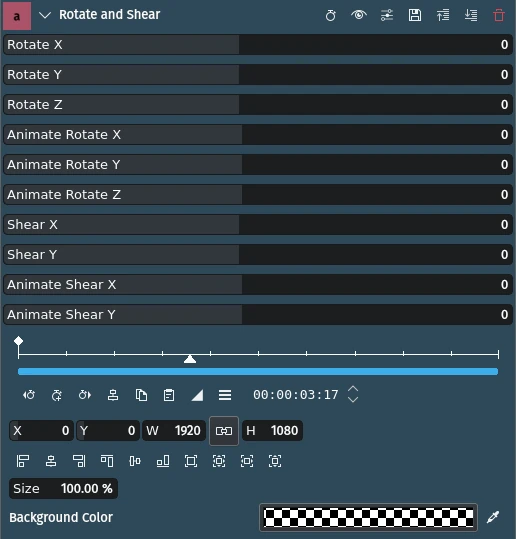 a Rotate and Shear
Rotate X 0
Rotate Y 0
Rotate Z 0
Animate Rotate X 0
Animate Rotate Y 0
Animate Rotate Z 0
Shear X 0
Shear Y 0
Animate Shear X 0
Animate Shear Y 0
00:00:03:17
X 0 Y 0 W 1920 H 1080
Size 100.00 %
Background Color